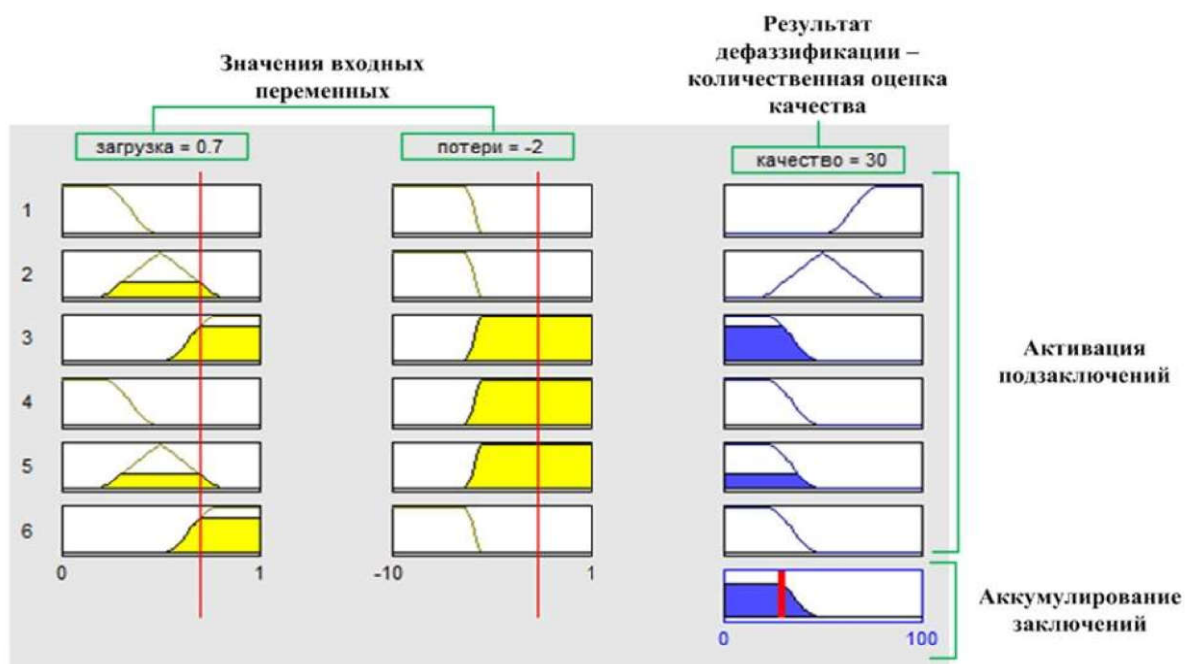 Результат
дефаззификации –
количественная оценка
качества
Значения входных
переменных
загрузка = 0.7
потери = -2
качество = 30
1
2
3
4
5
6
0
1
-10
1
Активация
подзаключений
0
100
Аккумулирование
заключений